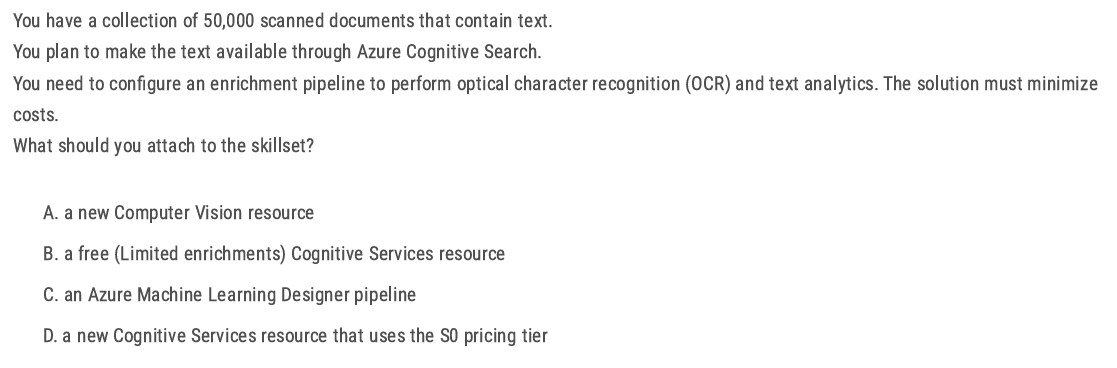 You have a collection of 50,000 scanned documents that contain text.
You plan to make the text available through Azure Cognitive Search.
You need to configure an enrichment pipeline to perform optical character recognition (OCR) and text analytics. The solution must minimize
costs.
What should you attach to the skillset?
A. a new Computer Vision resource
B. a free (Limited enrichments) Cognitive Services resource
C. an Azure Machine Learning Designer pipeline
D. a new Cognitive Services resource that uses the S0 pricing tier